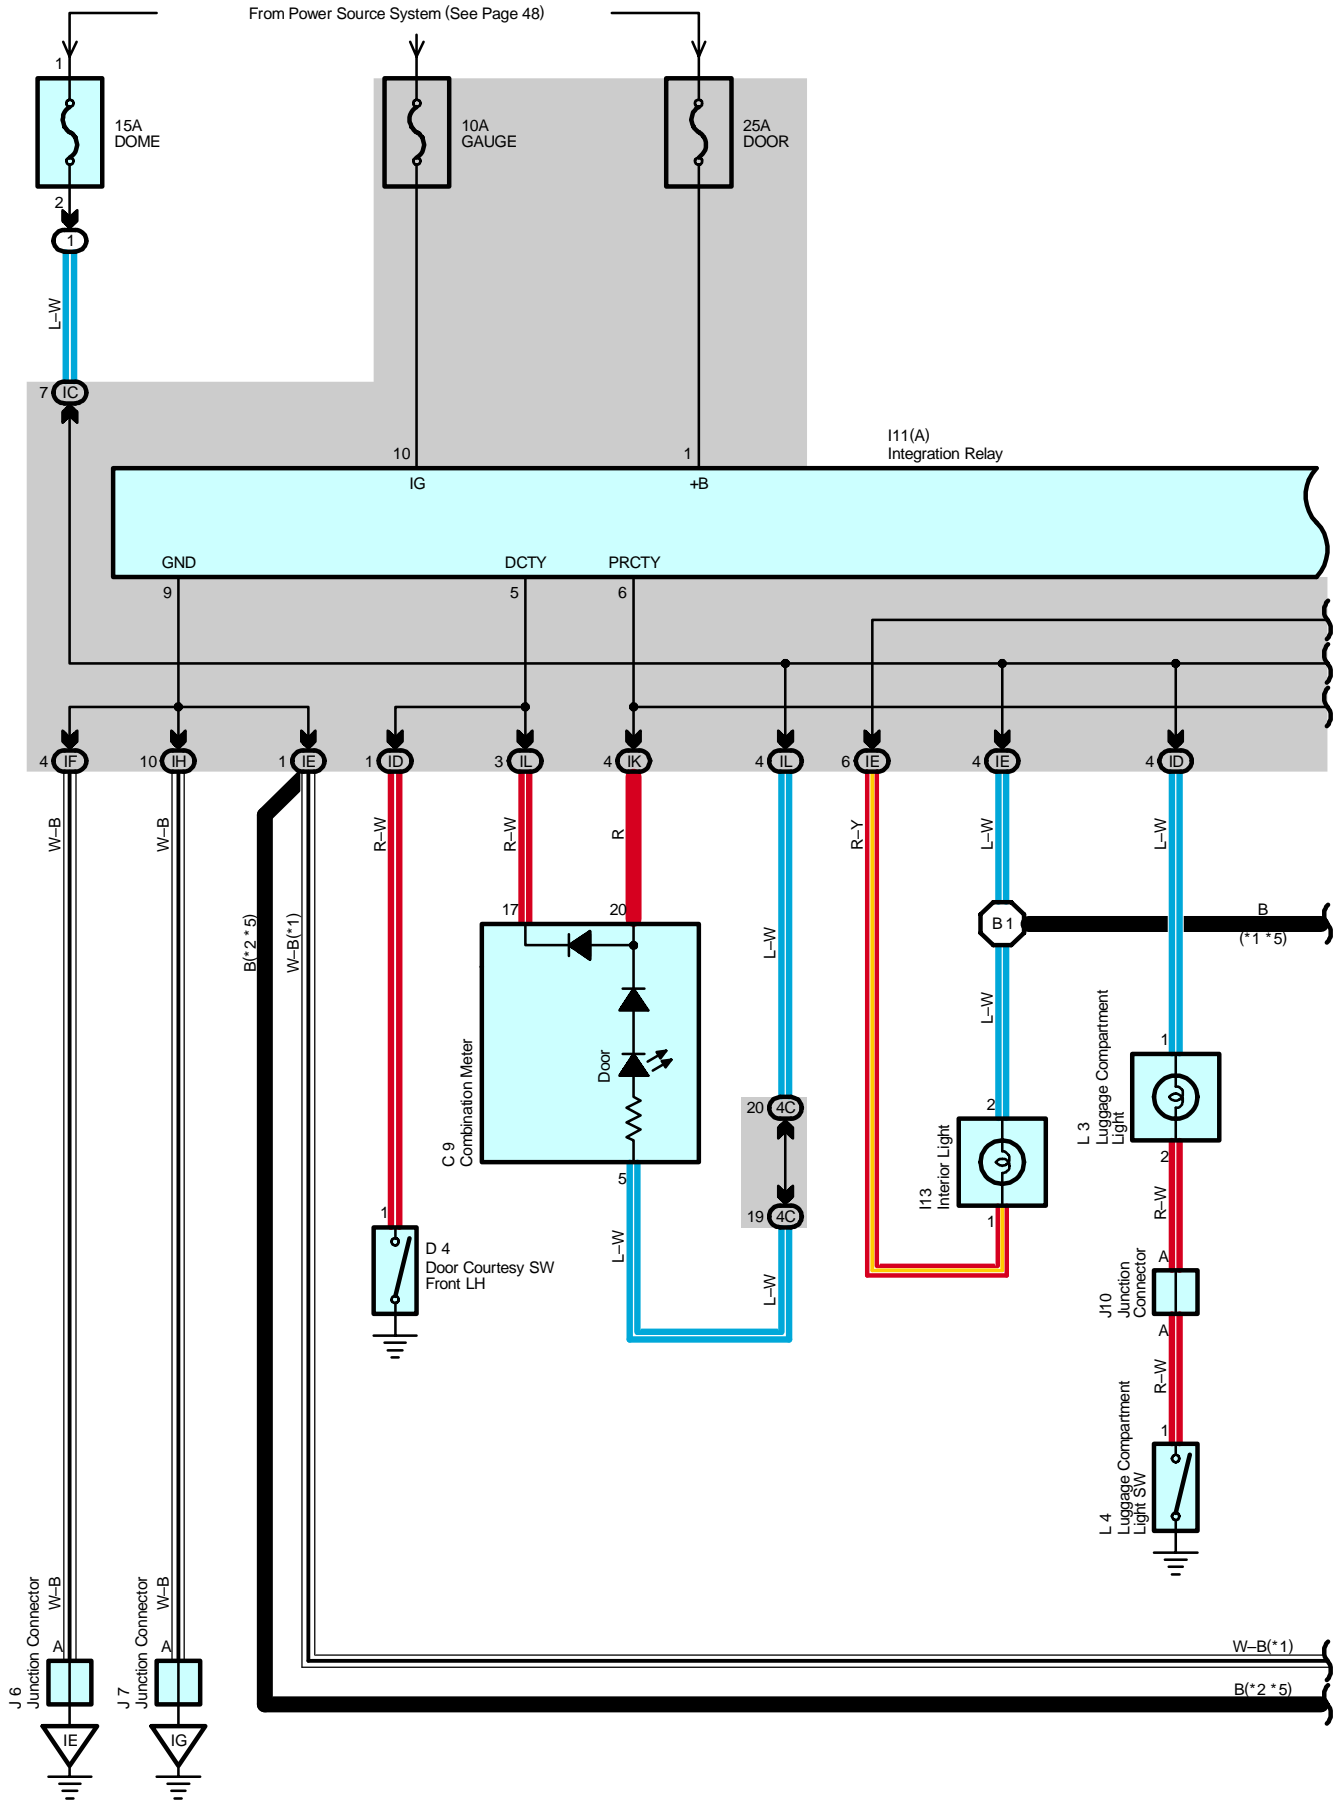 From Power Source System (See Page 48)
1
15A
DOME
10A
GAUGE
25A
DOOR
2
1
L–W
7 IC
I11(A)
Integration Relay
10
1
IG
+B
GND
DCTY
PRCTY
9
5
6
4 IF
10 IH
1 IE
1 ID
3 IL
4 IK
4 IL
6 IE
4 IE
4 ID
W–B
W–B
R–W
R–W
R
R–Y
L–W
L–W
B(*2 *5)
W–B(*1)
17
20
L–W
B 1
B
(*1 *5)
L–W
Door
C 9
Combination Meter
5
20 4C
19 4C
2
I13
Interior Light
1
1
L 3
Luggage Compartment
Light
2
R–W
1
D 4
Door Courtesy SW
Front LH
L–W
L–W
A
J10
Junction
Connector
A
R–W
1
L 4
Luggage Compartment
Light SW
W–B
W–B
A
A
J 6
Junction Connector
J 7
Junction Connector
W–B(*1)
B(*2 *5)
IE
IG